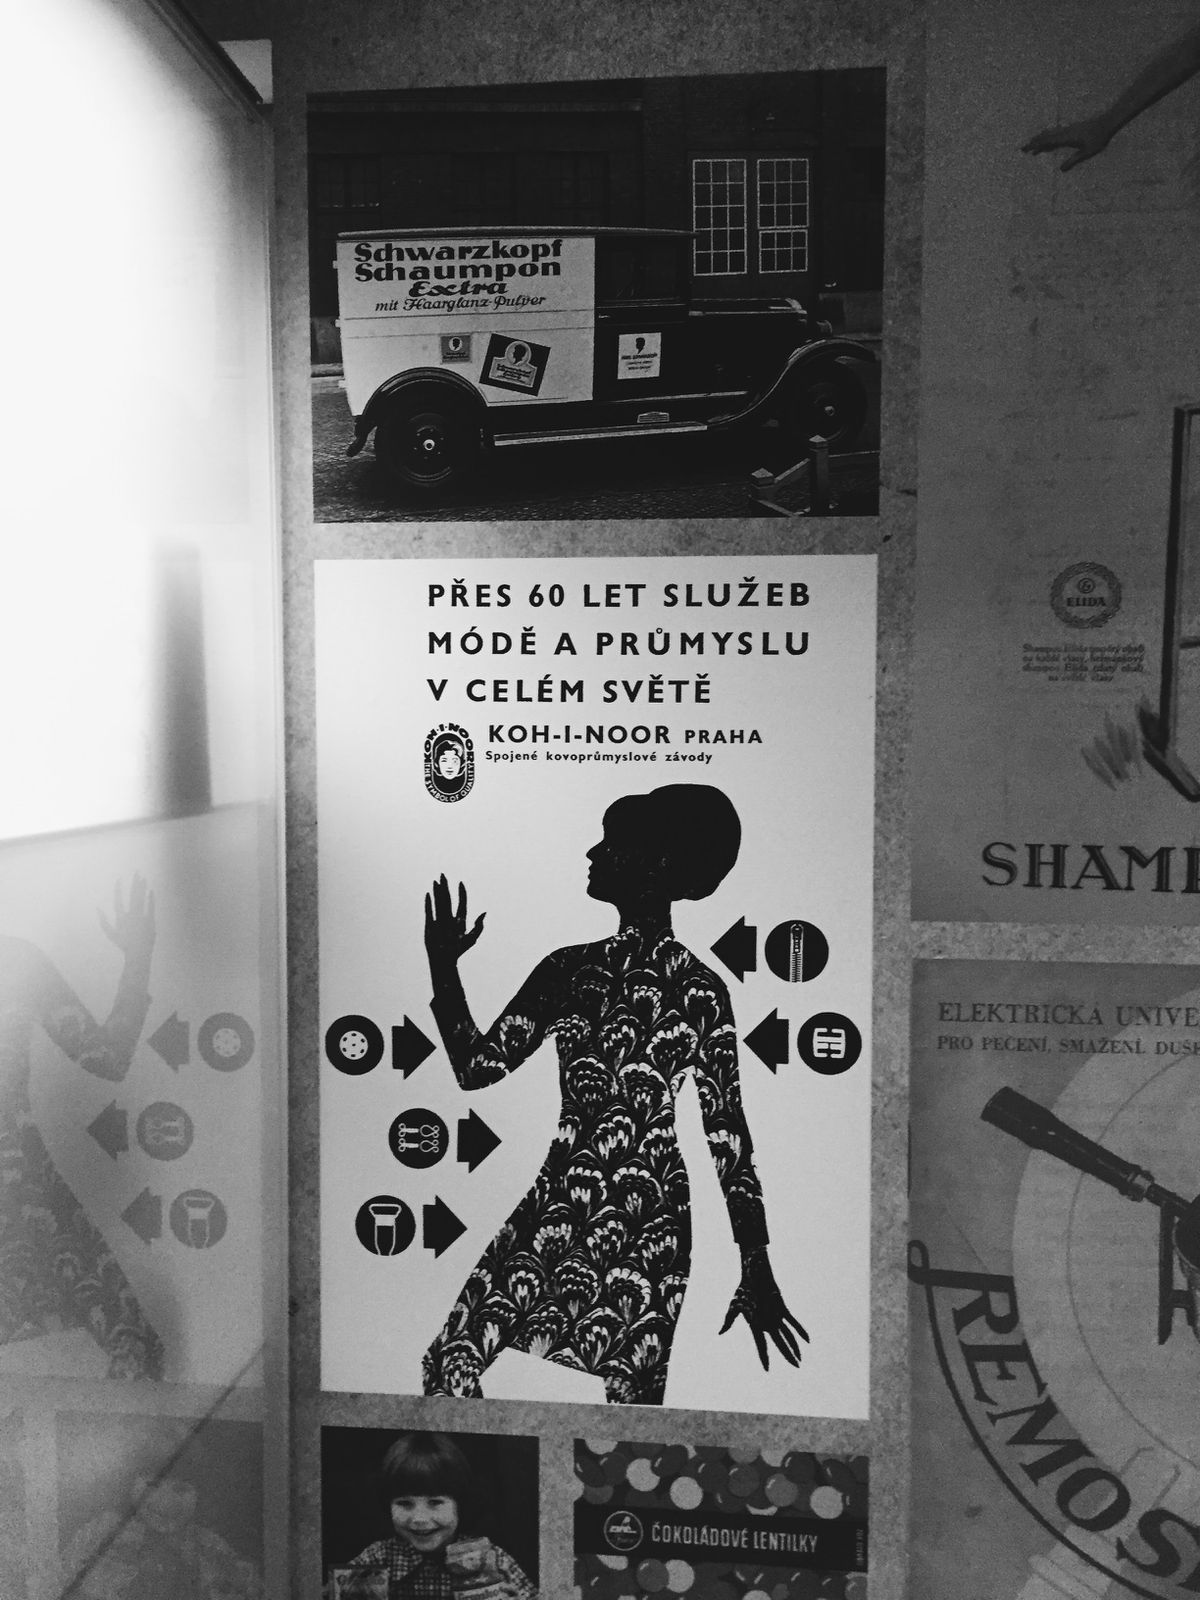 Schwarzkopf
Schaumpon
Extra
mit Haarglanz-Pulver
PŘES 60 LET SLUŽEB
MÓDĚ A PRŮMYSLU
V CELÉM SVĚTĚ
KOH-I-NOOR PRAHA
Spojené kovoprůmyslové závody
KOH-I-NOOR
THE SYMBOL OF QUALITY
ČOKOLÁDOVÉ LENTILKY
ELIDA
SHAMP
ELEKTRICKÁ UNIVE
PRO PEČENÍ, SMAŽENÍ, DUŠ
REMOS